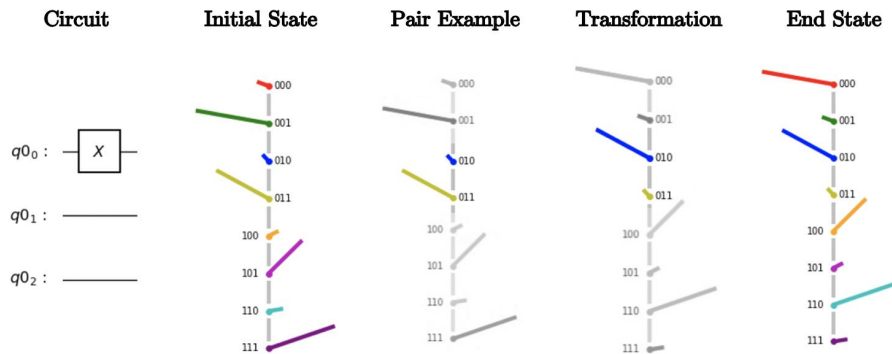 Circuit Initial State Pair Example Transformation End State
000 000 000 000
001 001 001 001
q0₀ : X 010 010 010 010
011 011 011 011
q0₁ : 100 100 100 100
q0₂ : 101 101 101 101
110 110 110 110
111 111 111 111